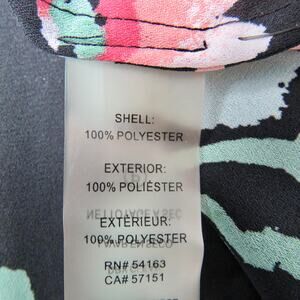 SHELL:
100% POLYESTER
EXTERIOR:
100% POLIÉSTER
EXTÉRIEUR:
100% POLYESTER
RN# 54163
CA# 57151